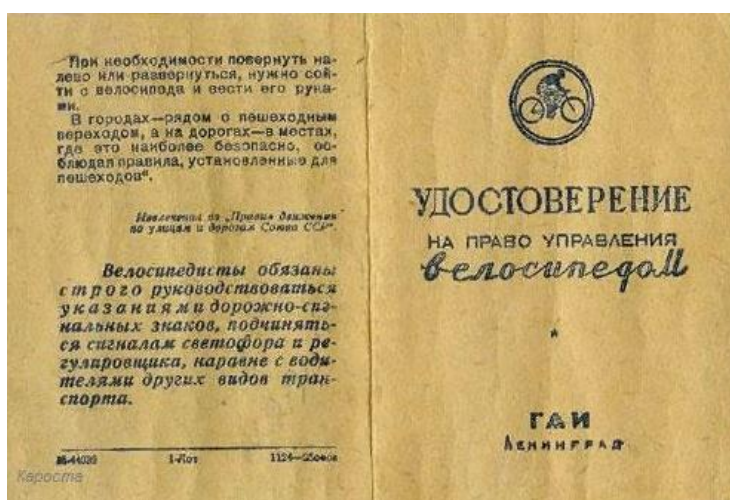 При необходимости повернуть на-
лево или развернуться, нужно сой-
ти с велосипеда и вести его рука-
ми.
В городах—рядом с пешеходным
переходом, а на дорогах—в местах,
где это наиболее безопасно, со-
блюдая правила, установленные для
пешеходов".
Извлечения из „Правил движения
по улицам и дорогам Союза ССР".
Велосипедисты обязаны
строго руководствоваться
указаниями дорожно-сиг-
нальных знаков, подчинять-
ся сигналам светофора и ре-
гулировщика, наравне с води-
телями других видов тран-
спорта.
УДОСТОВЕРЕНИЕ
НА ПРАВО УПРАВЛЕНИЯ
велосипедом
ГАИ
ЛЕНИНГРАД
Кароста